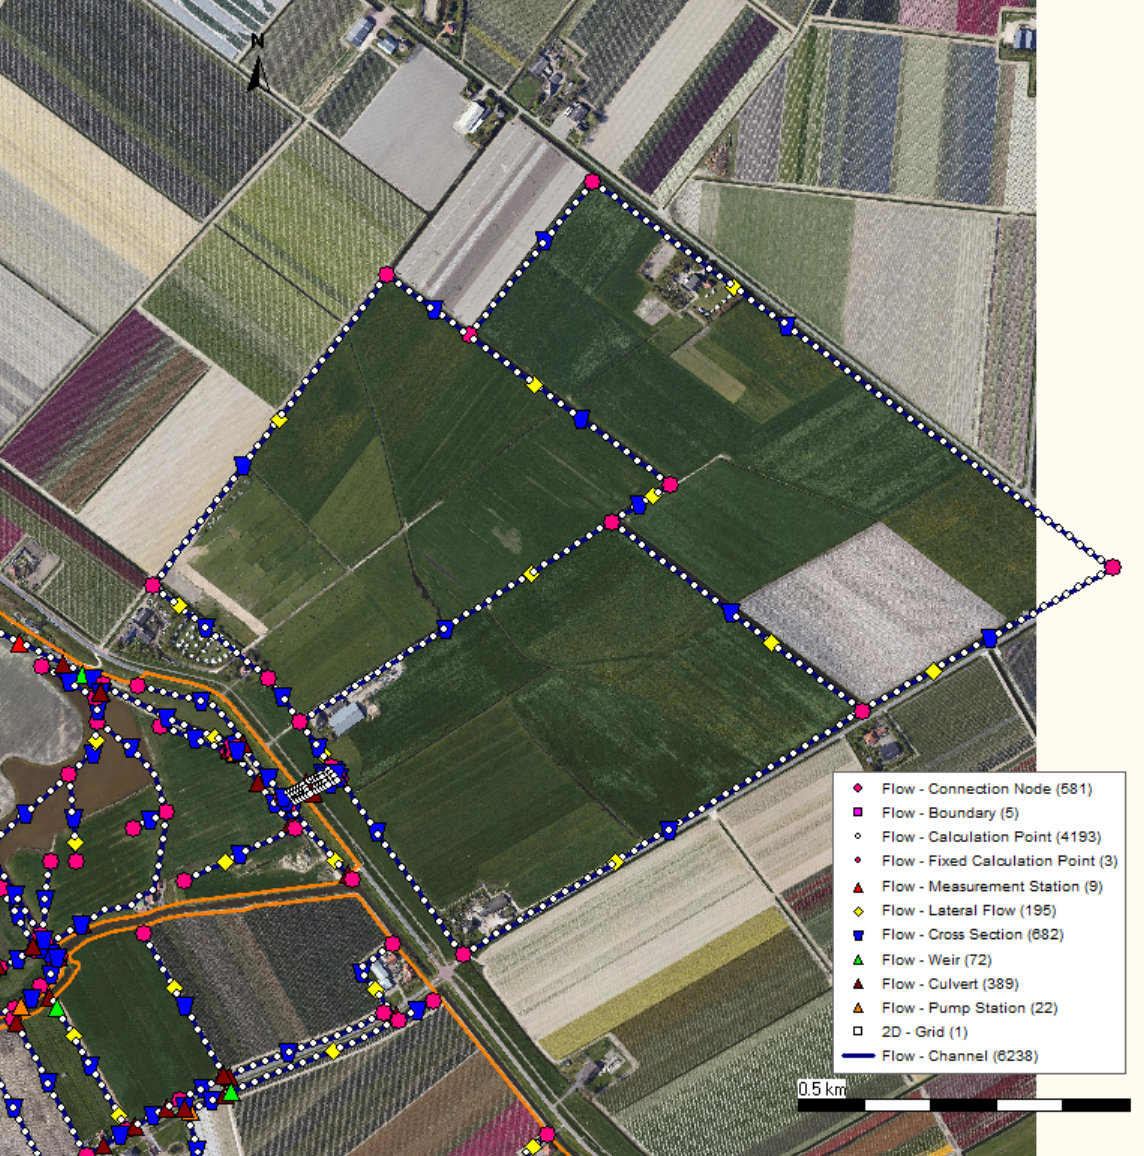 N
Flow - Connection Node (581)
Flow - Boundary (5)
Flow - Calculation Point (4193)
Flow - Fixed Calculation Point (3)
Flow - Measurement Station (9)
Flow - Lateral Flow (195)
Flow - Cross Section (682)
Flow - Weir (72)
Flow - Culvert (389)
Flow - Pump Station (22)
2D - Grid (1)
Flow - Channel (6238)
0.5 km